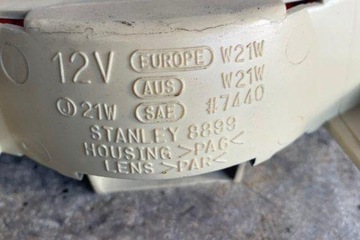 12V EUROPE W21W
AUS W21W
J 21W SAE #7440
STANLEY 8899
HOUSING >PAG<
LENS >PAR<